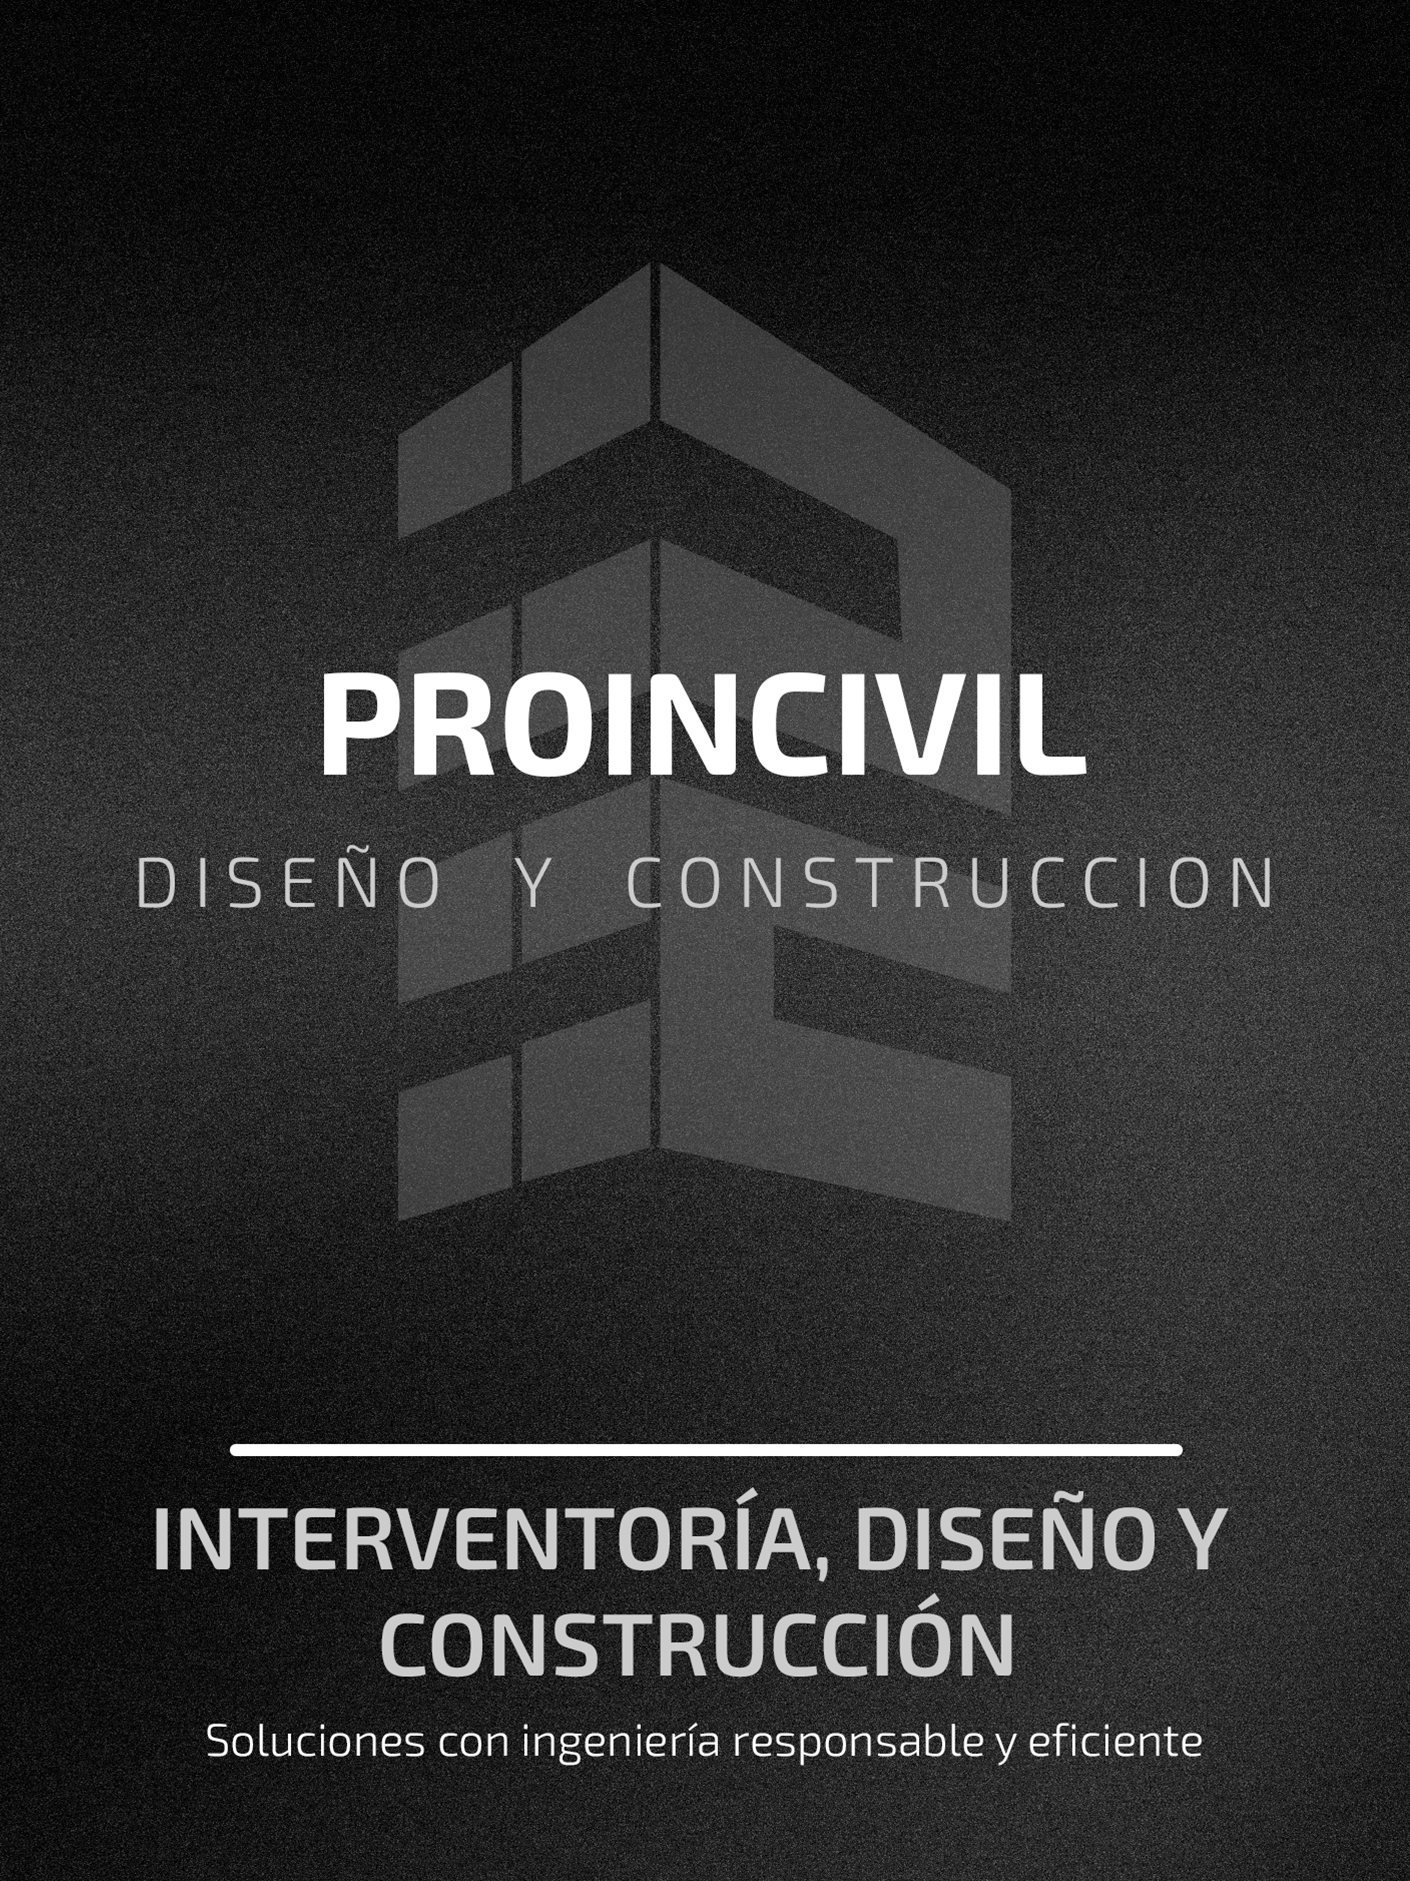 PROINCIVIL
DISEÑO Y CONSTRUCCION
INTERVENTORÍA, DISEÑO Y
CONSTRUCCIÓN
Soluciones con ingeniería responsable y eficiente